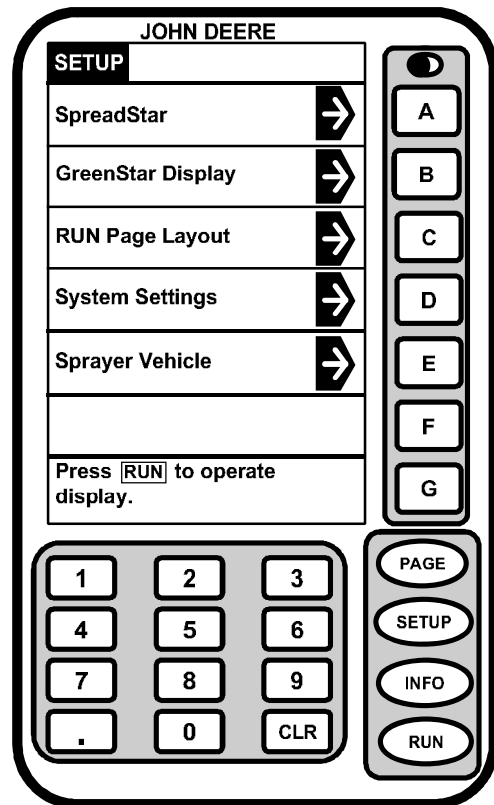 JOHN DEERE
SETUP
SpreadStar
GreenStar Display
RUN Page Layout
System Settings
Sprayer Vehicle
Press RUN to operate
display.
A
B
C
D
E
F
G
1 2 3
4 5 6
7 8 9
. 0 CLR
PAGE
SETUP
INFO
RUN